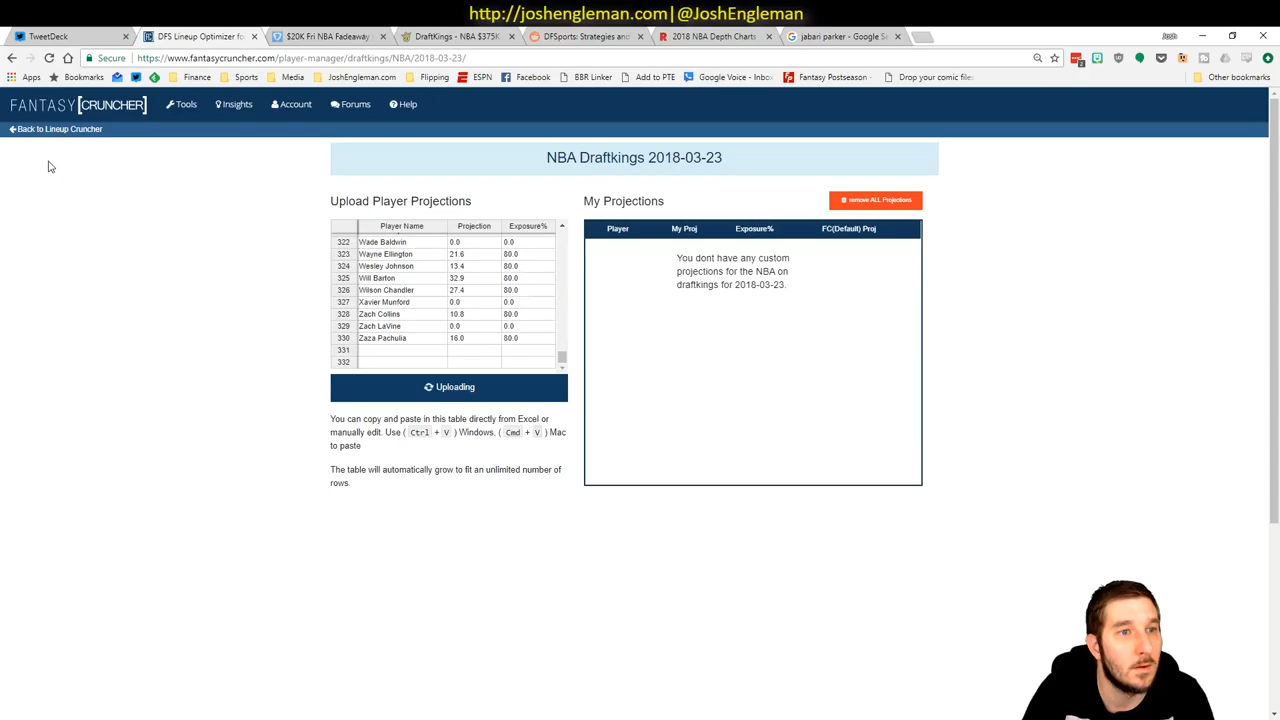 http://joshengleman.com|@JoshEngleman
TweetDeck
DFS Lineup Optimizer fo
$20K Fri NBA Fadeaway
DraftKings - NBA $375K
DFSports: Strategies and
2018 NBA Depth Charts
jabari parker - Google Se
Josh
Secure
https://www.fantasycruncher.com/player-manager/draftkings/NBA/2018-03-23/
Apps
Bookmarks
Finance
Sports
Media
JoshEngleman.com
Flipping
ESPN
Facebook
BBR Linker
Add to PTE
Google Voice - Inbox
Fantasy Postseason -
Drop your comic files
Other bookmarks
FANTASY[CRUNCHER]
Tools
Insights
Account
Forums
Help
Back to Lineup Cruncher
NBA Draftkings 2018-03-23
Upload Player Projections
Player Name Projection Exposure%
322 Wade Baldwin 0.0 0.0
323 Wayne Ellington 21.6 80.0
324 Wesley Johnson 13.4 80.0
325 Will Barton 32.9 80.0
326 Wilson Chandler 27.4 80.0
327 Xavier Munford 0.0 0.0
328 Zach Collins 10.8 80.0
329 Zach LaVine 0.0 0.0
330 Zaza Pachulia 16.0 80.0
331
332
Uploading
You can copy and paste in this table directly from Excel or
manually edit. Use ( Ctrl + V ) Windows, ( Cmd + V ) Mac
to paste
The table will automatically grow to fit an unlimited number of
rows.
My Projections
remove ALL Projections
Player My Proj Exposure% FC(Default) Proj
You dont have any custom
projections for the NBA on
draftkings for 2018-03-23.